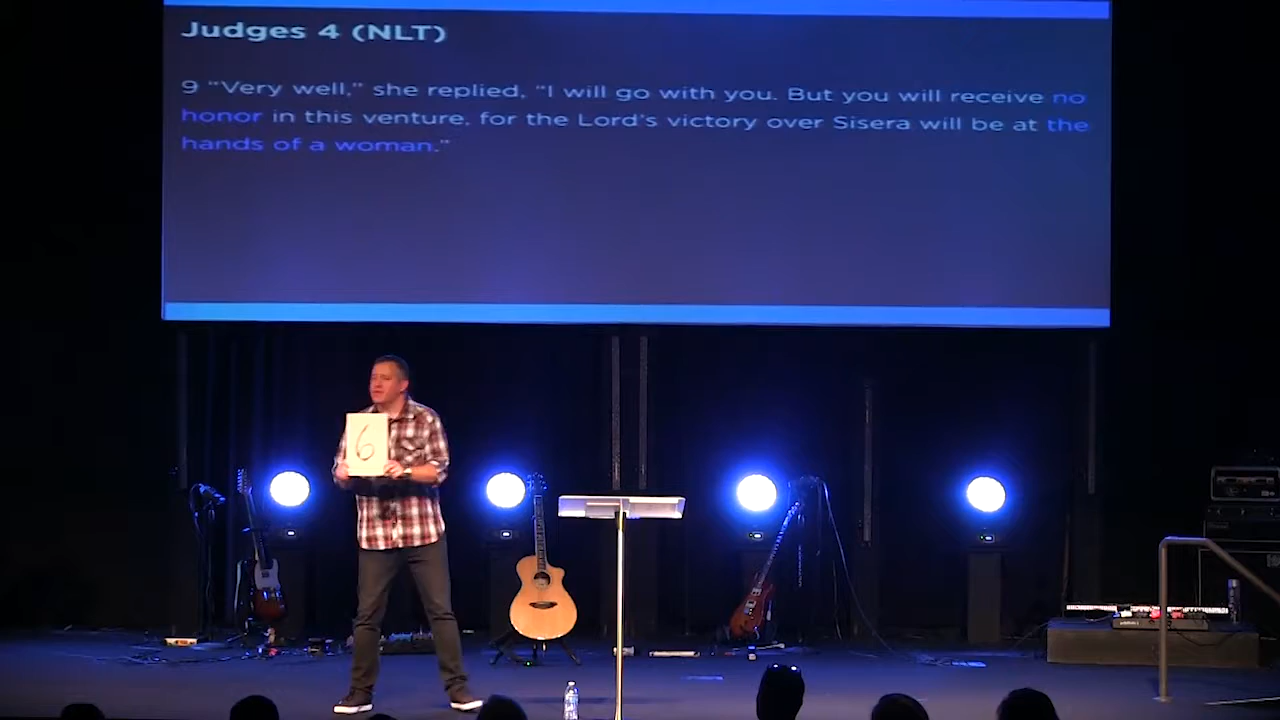 Judges 4 (NLT)
9 “Very well,” she replied, “I will go with you. But you will receive no
honor in this venture, for the Lord’s victory over Sisera will be at the
hands of a woman.”
6